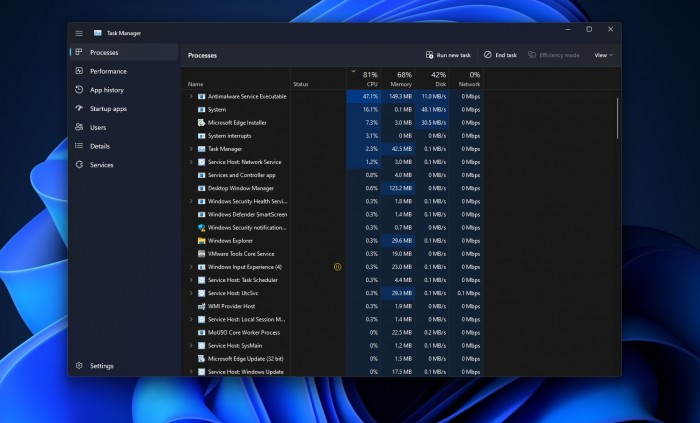 Task Manager
Processes
Performance
App history
Startup apps
Users
Details
Services
Settings
Processes
Run new task
End task
Efficiency mode
View
81% 68% 42% 0%
Name Status CPU Memory Disk Network
Antimalware Service Executable 47.1% 149.3 MB 11.0 MB/s 0 Mbps
System 16.1% 0.1 MB 48.1 MB/s 0 Mbps
Microsoft Edge Installer 7.3% 3.0 MB 30.5 MB/s 0 Mbps
System interrupts 3.1% 0 MB 0 MB/s 0 Mbps
Task Manager 2.3% 42.5 MB 0.1 MB/s 0 Mbps
Service Host: Network Service 1.2% 3.0 MB 0.1 MB/s 0 Mbps
Services and Controller app 0.8% 4.0 MB 0 MB/s 0 Mbps
Desktop Window Manager 0.6% 123.2 MB 0 MB/s 0 Mbps
Windows Security Health Servi... 0.3% 1.8 MB 0.1 MB/s 0 Mbps
Windows Defender SmartScreen 0.3% 1.4 MB 0 MB/s 0 Mbps
Windows Security notification... 0.3% 0.7 MB 0 MB/s 0 Mbps
Windows Explorer 0.3% 29.6 MB 0.1 MB/s 0 Mbps
VMware Tools Core Service 0.3% 19.0 MB 0 MB/s 0 Mbps
Windows Input Experience (4) 0.3% 23.0 MB 0.1 MB/s 0 Mbps
Service Host: Task Scheduler 0.3% 4.4 MB 0.1 MB/s 0 Mbps
Service Host: UtcSvc 0.3% 29.3 MB 0.1 MB/s 0.1 Mbps
WMI Provider Host 0.3% 1.9 MB 0 MB/s 0 Mbps
Service Host: Local Session M... 0.3% 1.4 MB 0 MB/s 0 Mbps
MoUSO Core Worker Process 0% 22.5 MB 0.2 MB/s 0 Mbps
Service Host: SysMain 0% 1.2 MB 0.1 MB/s 0 Mbps
Microsoft Edge Update (32 bit) 0% 1.5 MB 0 MB/s 0 Mbps
Service Host: Windows Update 0% 17.5 MB 0.1 MB/s 0 Mbps